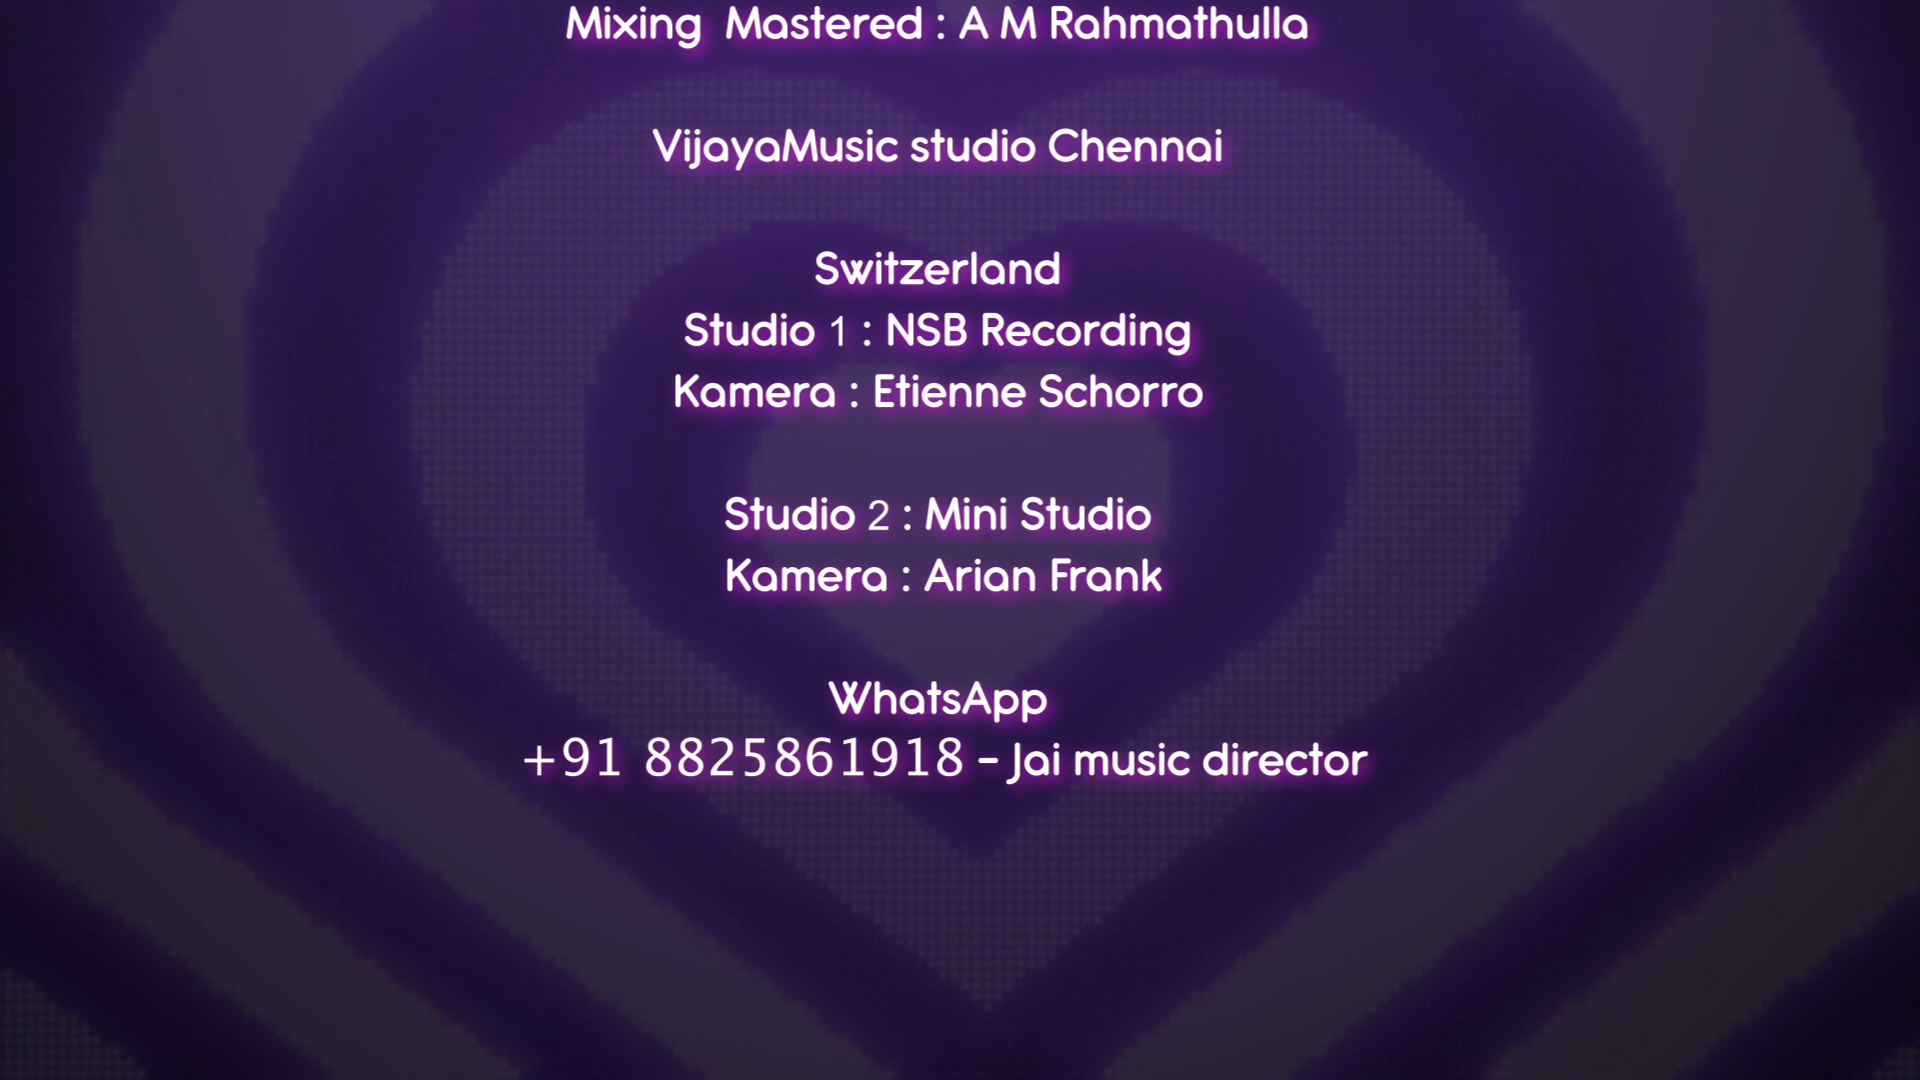 Mixing  Mastered : A M Rahmathulla
VijayaMusic studio Chennai
Switzerland
Studio 1 : NSB Recording
Kamera : Etienne Schorro
Studio 2 : Mini Studio
Kamera : Arian Frank
WhatsApp
+91 8825861918 - Jai music director